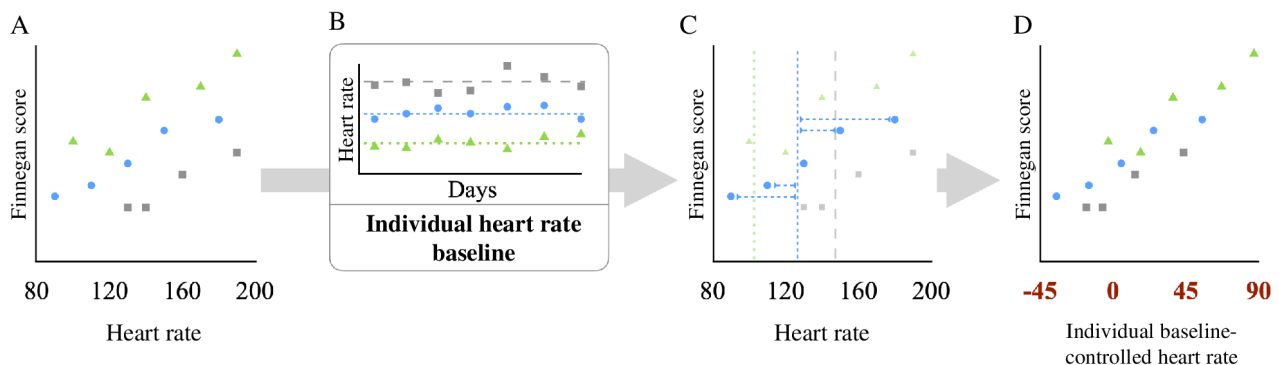 A
Finnegan score
80 120 160 200
Heart rate
B
Heart rate
Days
Individual heart rate
baseline
C
Finnegan score
80 120 160 200
Heart rate
D
Finnegan score
-45 0 45 90
Individual baseline-
controlled heart rate